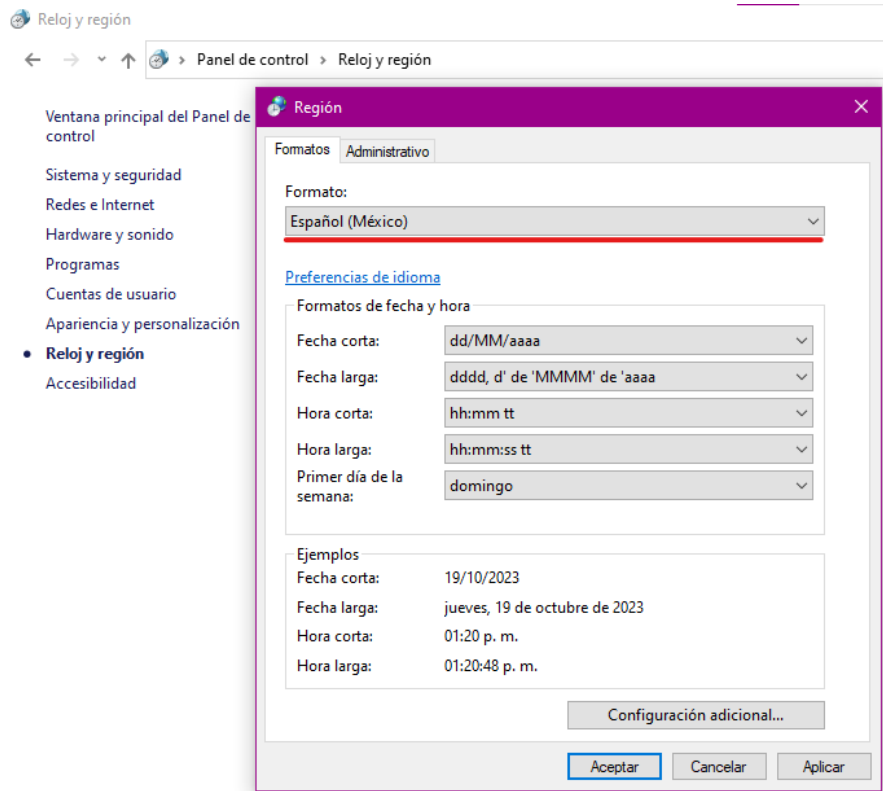 Reloj y región
Panel de control › Reloj y región
Ventana principal del Panel de
control
Sistema y seguridad
Redes e Internet
Hardware y sonido
Programas
Cuentas de usuario
Apariencia y personalización
Reloj y región
Accesibilidad
Región
Formatos Administrativo
Formato:
Español (México)
Preferencias de idioma
Formatos de fecha y hora
Fecha corta: dd/MM/aaaa
Fecha larga: dddd, d' de 'MMMM' de 'aaaa
Hora corta: hh:mm tt
Hora larga: hh:mm:ss tt
Primer día de la
semana: domingo
Ejemplos
Fecha corta: 19/10/2023
Fecha larga: jueves, 19 de octubre de 2023
Hora corta: 01:20 p. m.
Hora larga: 01:20:48 p. m.
Configuración adicional...
Aceptar Cancelar Aplicar